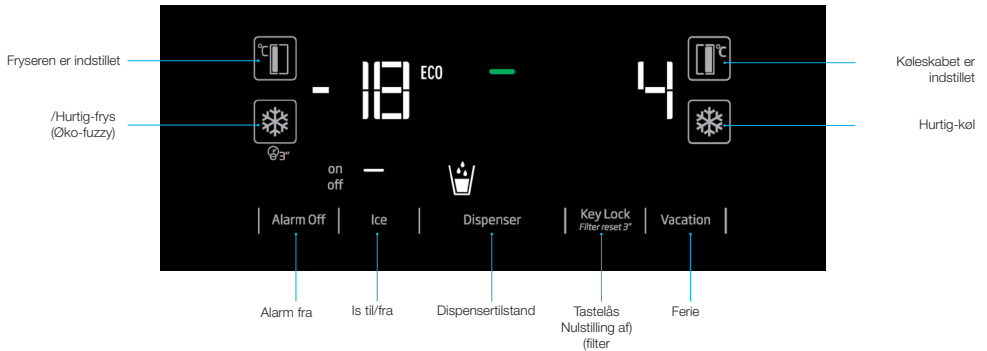 Fryseren er indstillet
/Hurtig-frys
(Øko-fuzzy)
°C
- 18 ECO
4
°C
3"
on
off
Alarm Off
Ice
Dispenser
Key Lock
Filter reset 3"
Vacation
Køleskabet er
indstillet
Hurtig-køl
Alarm fra
Is til/fra
Dispensertilstand
Tastelås
Nulstilling af)
(filter
Ferie